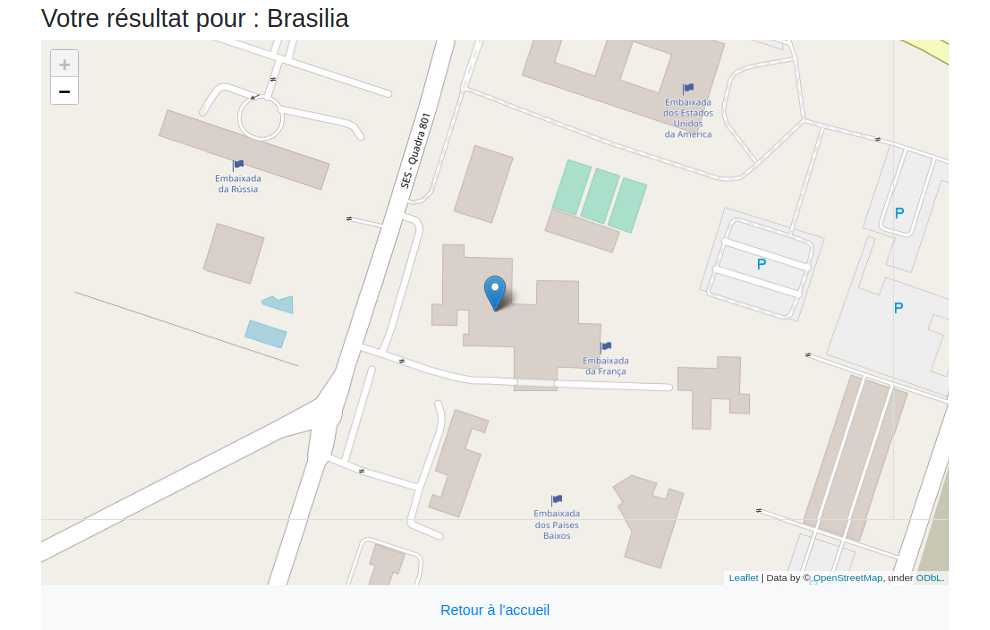 Votre résultat pour : Brasilia
+
−
SES - Quadra 801
Embaixada
dos Estados
Unidos
da América
Embaixada
da Rússia
P
P
P
Embaixada
da França
Embaixada
dos Países
Baixos
Leaflet | Data by © OpenStreetMap, under ODbL.
Retour à l'accueil